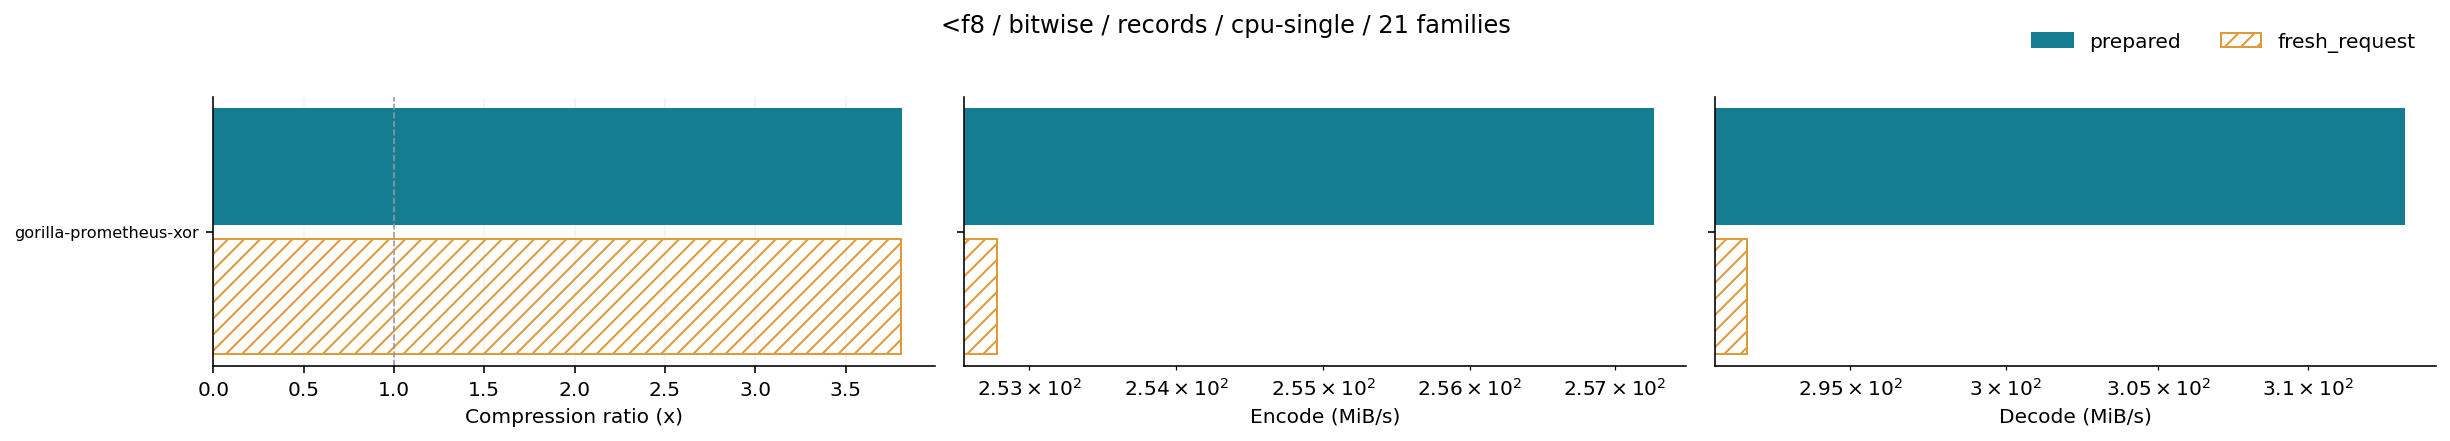 <f8 / bitwise / records / cpu-single / 21 families
prepared
fresh_request
gorilla-prometheus-xor
0.0 0.5 1.0 1.5 2.0 2.5 3.0 3.5
Compression ratio (x)
2.53 × 10² 2.54 × 10² 2.55 × 10² 2.56 × 10² 2.57 × 10²
Encode (MiB/s)
2.95 × 10² 3 × 10² 3.05 × 10² 3.1 × 10²
Decode (MiB/s)